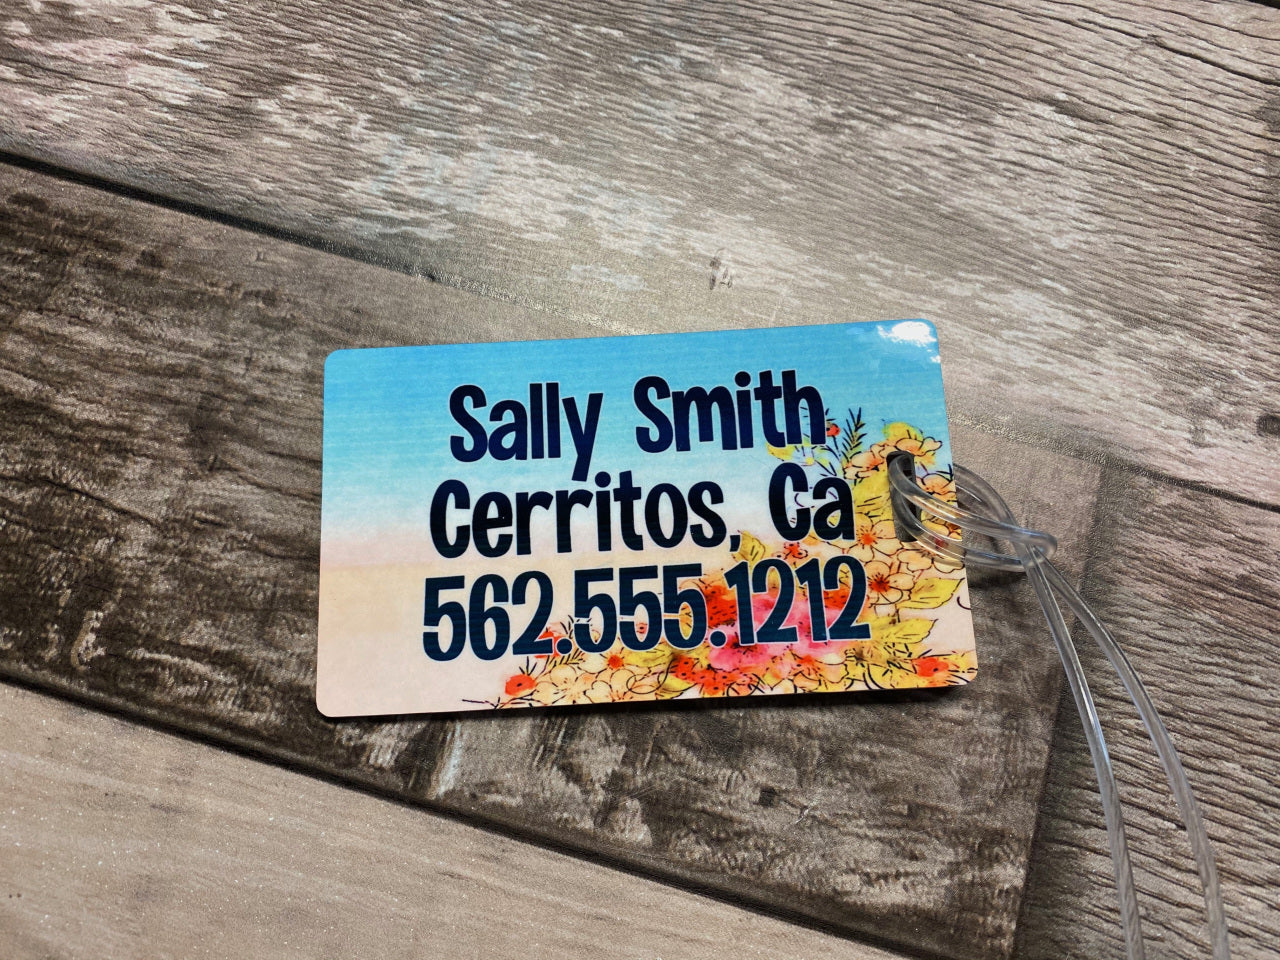 Sally Smith
Cerritos, Ca
562.555.1212